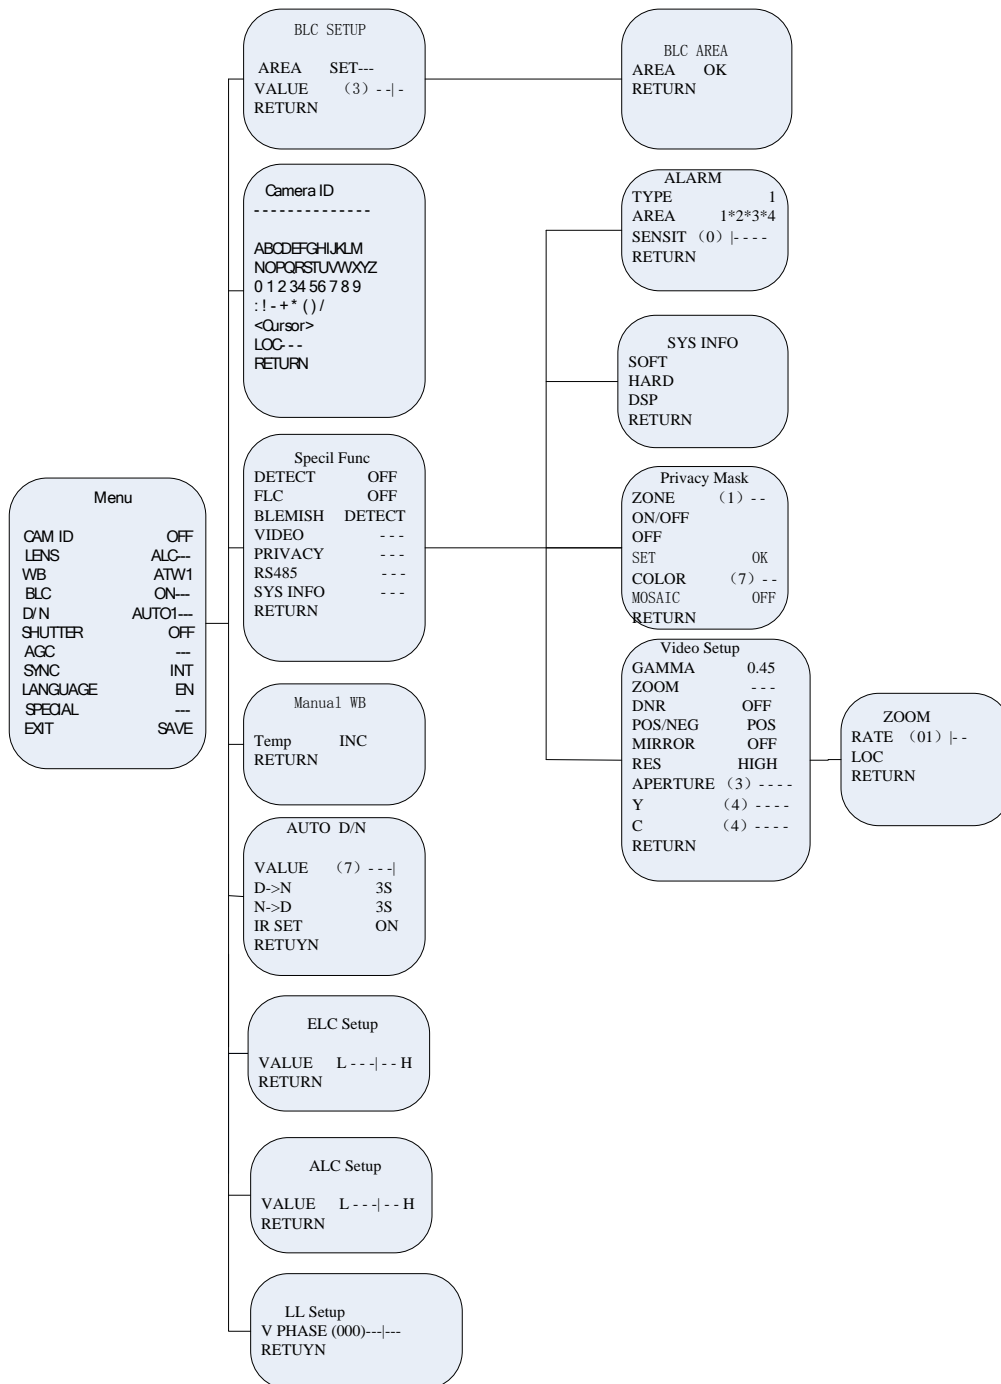 Menu
CAM ID OFF
LENS ALC---
WB ATW1
BLC ON---
D/N AUTO1---
SHUTTER OFF
AGC ---
SYNC INT
LANGUAGE EN
SPECIAL ---
EXIT SAVE
BLC SETUP
AREA SET---
VALUE （3）--|-
RETURN
BLC AREA
AREA OK
RETURN
Camera ID
--------------
ABCDEFGHIJKLM
NOPQRSTUVWXYZ
0 1 2 34 56 7 8 9
: ! - + * ( ) /
<Cursor>
LOC---
RETURN
Specil Func
DETECT OFF
FLC OFF
BLEMISH DETECT
VIDEO ---
PRIVACY ---
RS485 ---
SYS INFO ---
RETURN
ALARM
TYPE 1
AREA 1*2*3*4
SENSIT （0）|----
RETURN
SYS INFO
SOFT
HARD
DSP
RETURN
Privacy Mask
ZONE （1）--
ON/OFF
OFF
SET OK
COLOR （7）--
MOSAIC OFF
RETURN
Video Setup
GAMMA 0.45
ZOOM ---
DNR OFF
POS/NEG POS
MIRROR OFF
RES HIGH
APERTURE （3）----
Y （4）----
C （4）----
RETURN
ZOOM
RATE （01）|--
LOC
RETURN
Manual WB
Temp INC
RETURN
AUTO D/N
VALUE （7）---|
D->N 3S
N->D 3S
IR SET ON
RETUYN
ELC Setup
VALUE L---|--H
RETURN
ALC Setup
VALUE L---|--H
RETURN
LL Setup
V PHASE (000)---|---
RETUYN